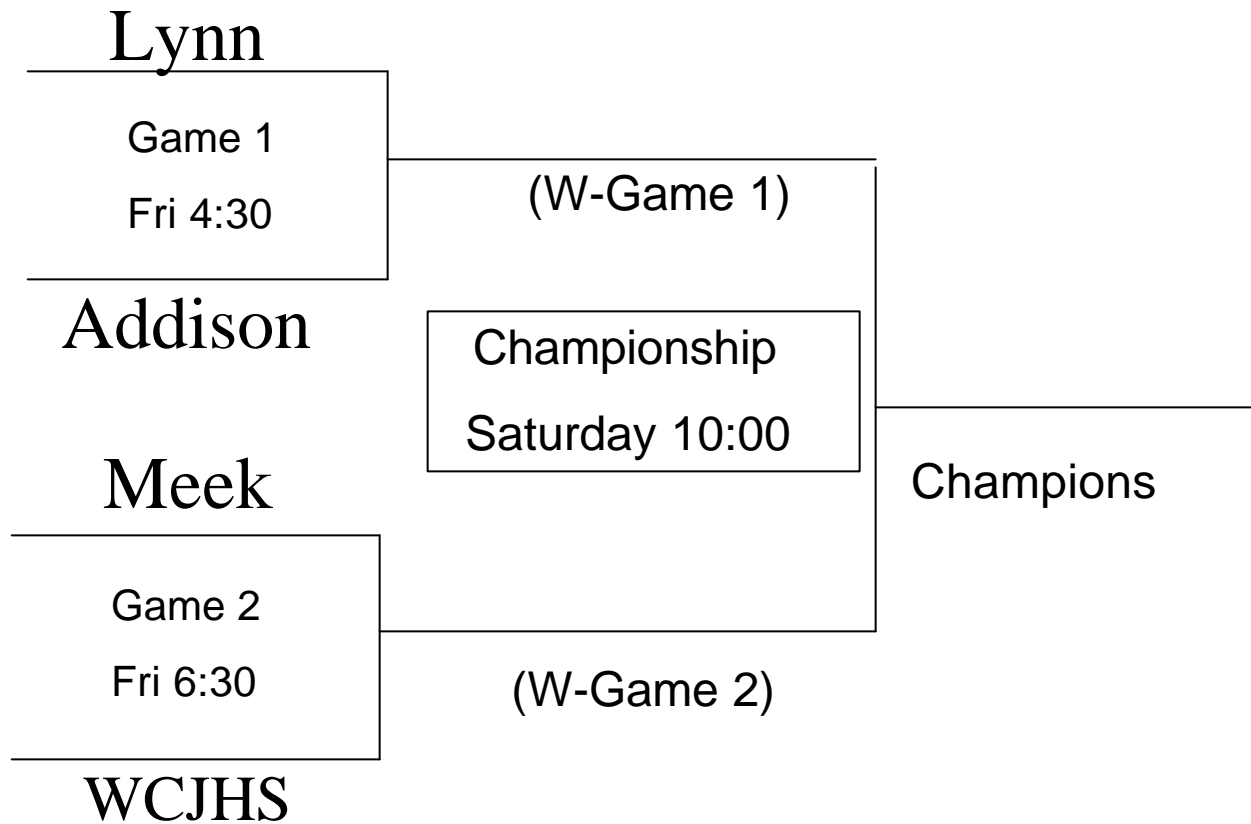 Lynn
Game 1
Fri 4:30
(W-Game 1)
Addison
Championship
Saturday 10:00
Meek
Champions
Game 2
Fri 6:30
(W-Game 2)
WCJHS